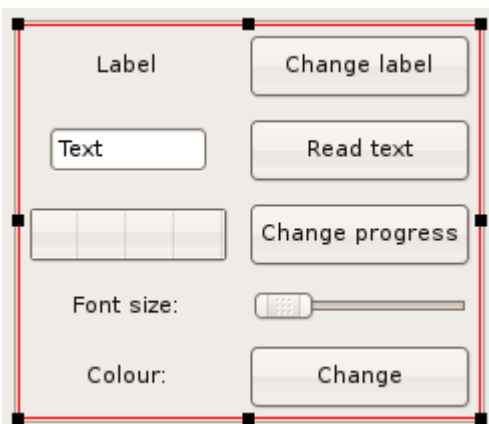 Label Change label
Text Read text
Change progress
Font size:
Colour: Change